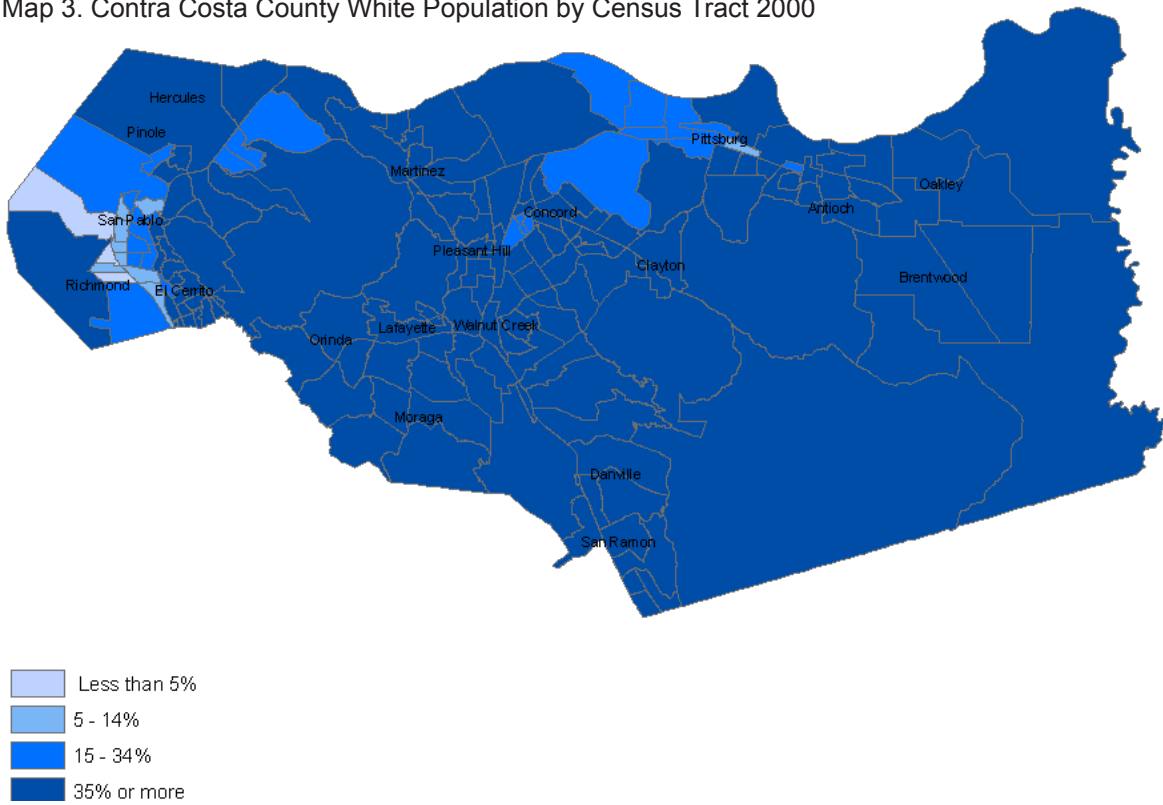 Map 3. Contra Costa County White Population by Census Tract 2000
Hercules
Pinole
Pittsburg
Martinez
Oakley
San Pablo
Concord
Antioch
Pleasant Hill
Clayton
Brentwood
Richmond
El Cerrito
Orinda
Lafayette
Walnut Creek
Moraga
Danville
San Ramon
Less than 5%
5 - 14%
15 - 34%
35% or more